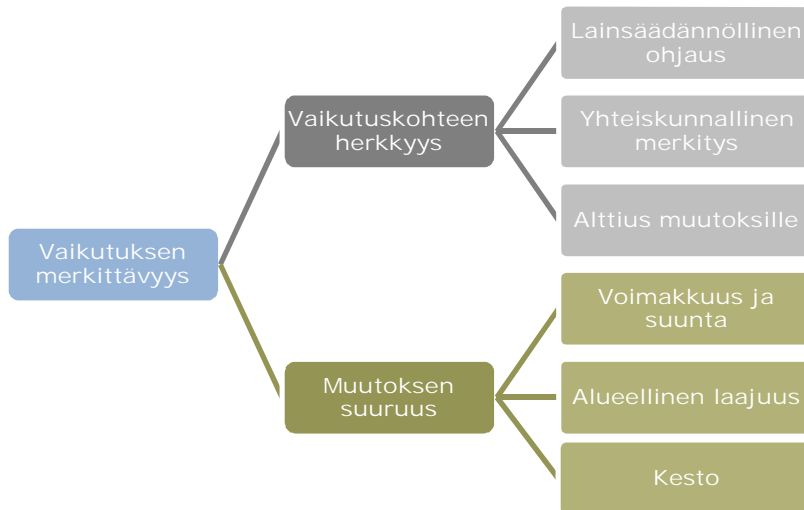 Lainsäädännöllinen
ohjaus
Vaikutuskohteen
herkkyys
Yhteiskunnallinen
merkitys
Alttius muutoksille
Vaikutuksen
merkittävyys
Voimakkuus ja
suunta
Muutoksen
suuruus
Alueellinen laajuus
Kesto